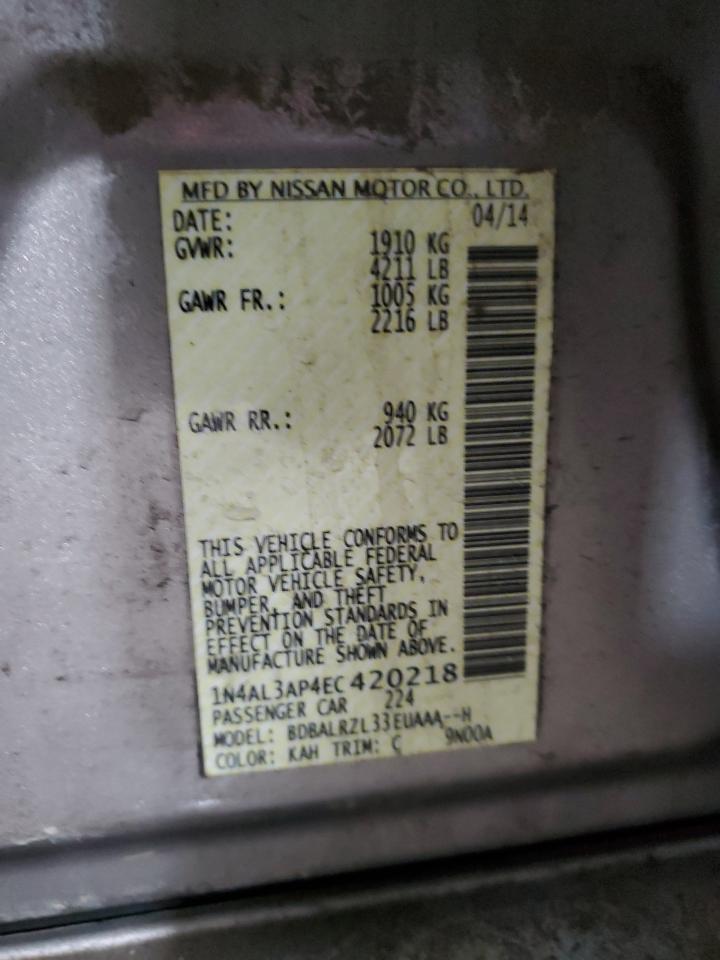 MFD BY NISSAN MOTOR CO., LTD.
DATE: 04/14
GVWR: 1910 KG
4211 LB
GAWR FR.: 1005 KG
2216 LB
GAWR RR.: 940 KG
2072 LB
THIS VEHICLE CONFORMS TO
ALL APPLICABLE FEDERAL
MOTOR VEHICLE SAFETY,
BUMPER, AND THEFT
PREVENTION STANDARDS IN
EFFECT ON THE DATE OF
MANUFACTURE SHOWN ABOVE.
1N4AL3AP4EC420218
PASSENGER CAR 224
MODEL: BDBALRZL33EUAAA--H
COLOR: KAH TRIM: C 9N00A